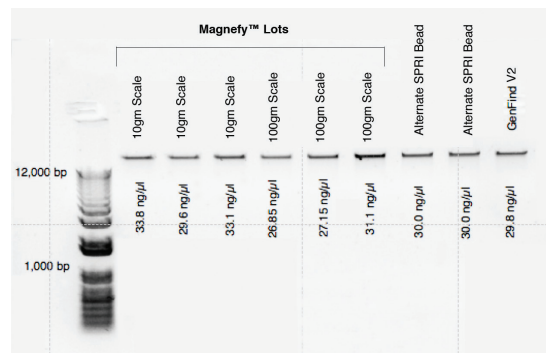 Magnefy™ Lots
10gm Scale
10gm Scale
10gm Scale
100gm Scale
100gm Scale
100gm Scale
Alternate SPRI Bead
Alternate SPRI Bead
GenFind V2
12,000 bp
1,000 bp
33.8 ng/µl
29.6 ng/µl
33.1 ng/µl
26.85 ng/µl
27.15 ng/µl
31.1 ng/µl
30.0 ng/µl
30.0 ng/µl
29.8 ng/µl